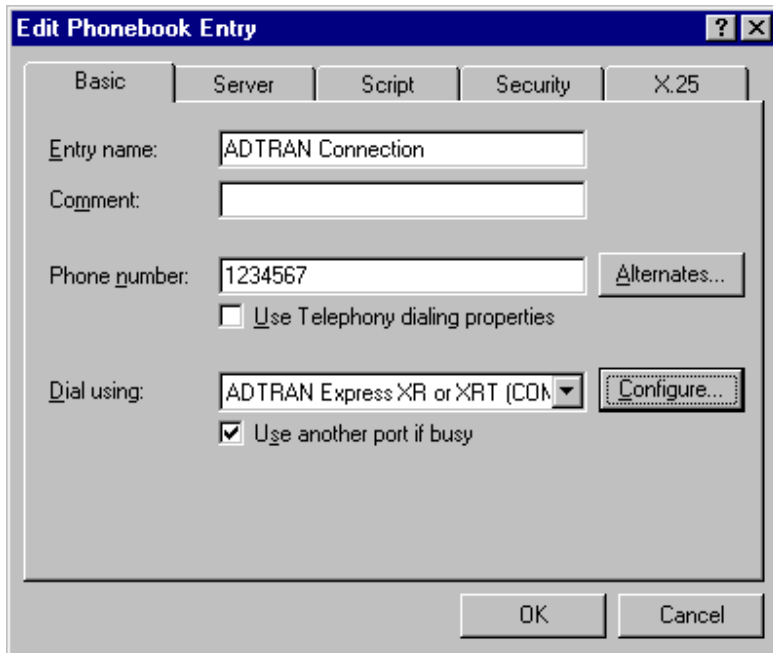 Edit Phonebook Entry
Basic Server Script Security X.25
Entry name: ADTRAN Connection
Comment:
Phone number: 1234567 Alternates...
Use Telephony dialing properties
Dial using: ADTRAN Express XR or XRT (COM Configure...
Use another port if busy
OK Cancel